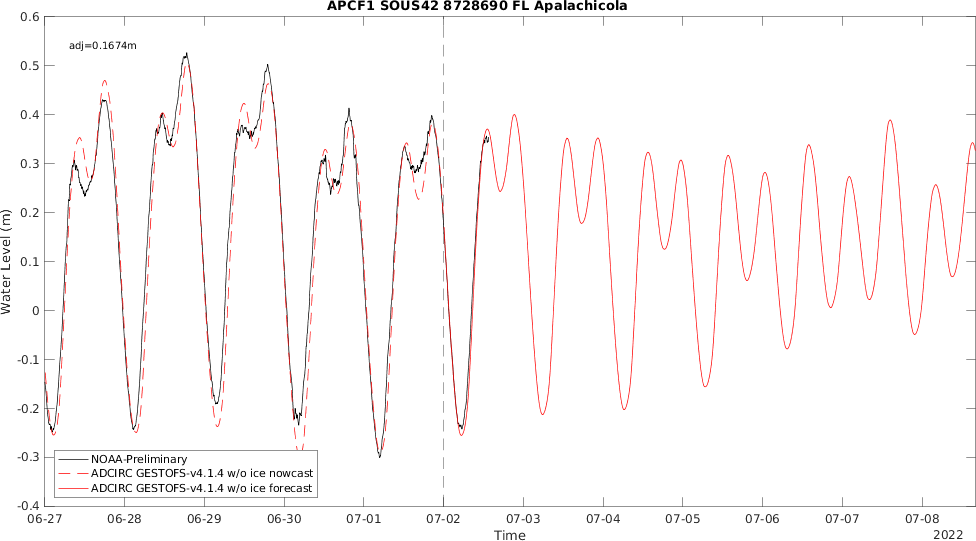 APCF1 SOUS42 8728690 FL Apalachicola
0.6
adj=0.1674m
0.5
0.4
0.3
0.2
0.1
0
-0.1
-0.2
-0.3
-0.4
Water Level (m)
NOAA-Preliminary
ADCIRC GESTOFS-v4.1.4 w/o ice nowcast
ADCIRC GESTOFS-v4.1.4 w/o ice forecast
06-27 06-28 06-29 06-30 07-01 07-02 07-03 07-04 07-05 07-06 07-07 07-08
Time
2022